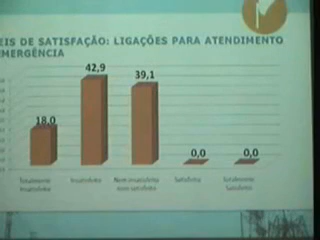 EIS DE SATISFAÇÃO: LIGAÇÕES PARA ATENDIMENTO
EMERGÊNCIA
18,0
42,9
39,1
0,0
0,0
Totalmente
Insatisfeito
Insatisfeito
Nem insatisfeito
nem satisfeito
Satisfeito
Totalmente
Satisfeito